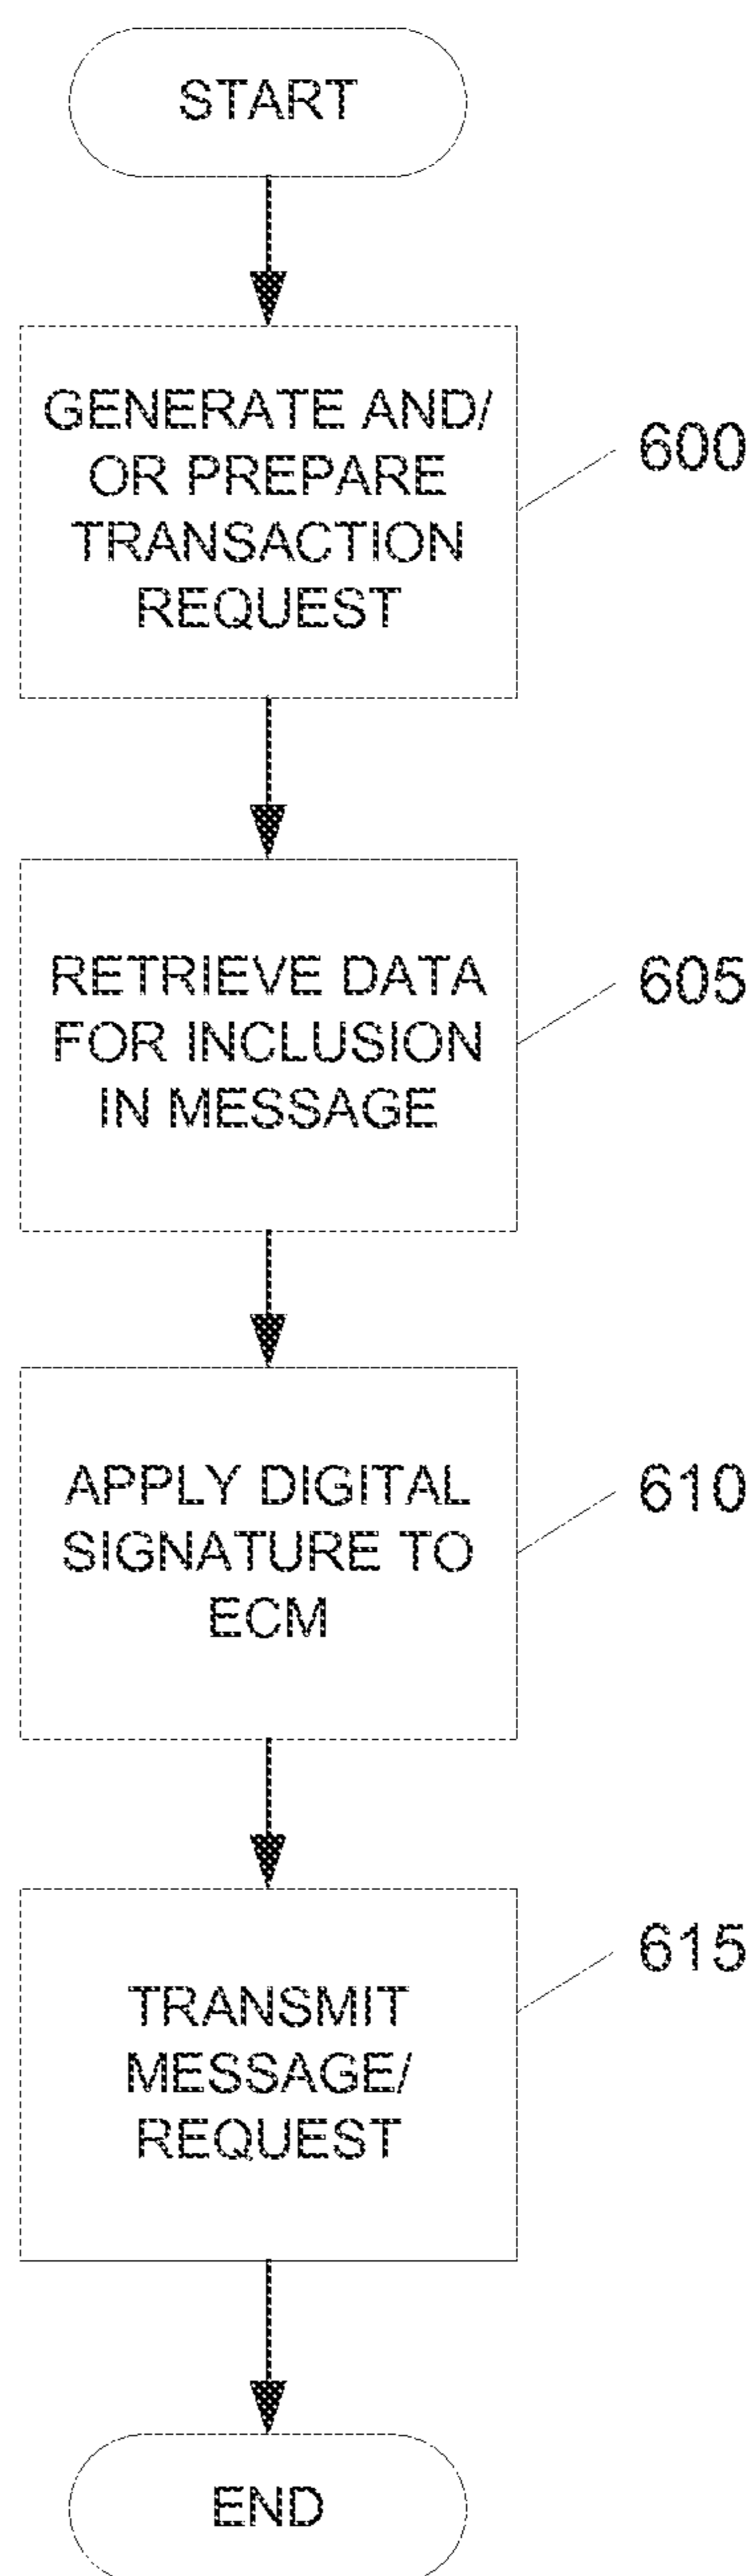 START
GENERATE AND/
OR PREPARE
TRANSACTION
REQUEST
600
RETRIEVE DATA
FOR INCLUSION
IN MESSAGE
605
APPLY DIGITAL
SIGNATURE TO
ECM
610
TRANSMIT
MESSAGE/
REQUEST
615
END